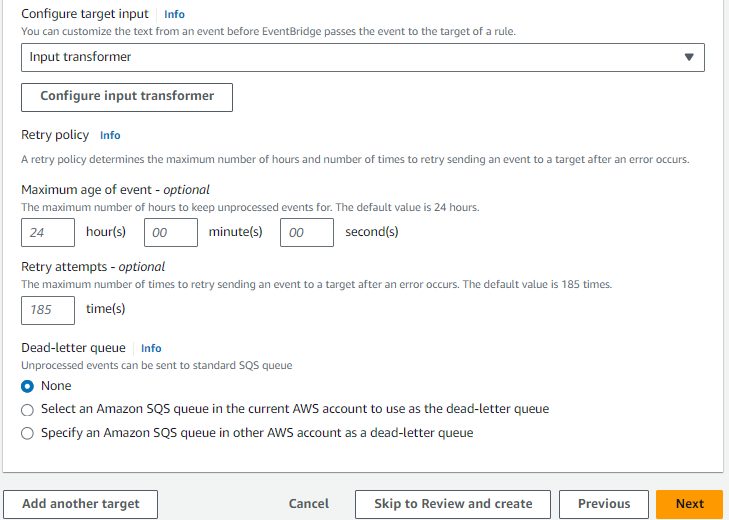 Configure target input Info
You can customize the text from an event before EventBridge passes the event to the target of a rule.
Input transformer
Configure input transformer
Retry policy Info
A retry policy determines the maximum number of hours and number of times to retry sending an event to a target after an error occurs.
Maximum age of event - optional
The maximum number of hours to keep unprocessed events for. The default value is 24 hours.
24 hour(s) 00 minute(s) 00 second(s)
Retry attempts - optional
The maximum number of times to retry sending an event to a target after an error occurs. The default value is 185 times.
185 time(s)
Dead-letter queue Info
Unprocessed events can be sent to standard SQS queue
None
Select an Amazon SQS queue in the current AWS account to use as the dead-letter queue
Specify an Amazon SQS queue in other AWS account as a dead-letter queue
Add another target Cancel Skip to Review and create Previous Next